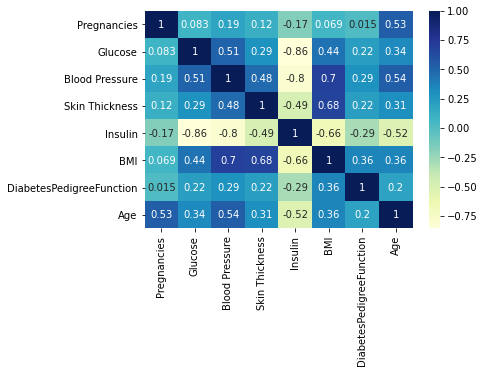 Pregnancies 1 0.083 0.19 0.12 -0.17 0.069 0.015 0.53
Glucose 0.083 1 0.51 0.29 -0.86 0.44 0.22 0.34
Blood Pressure 0.19 0.51 1 0.48 -0.8 0.7 0.29 0.54
Skin Thickness 0.12 0.29 0.48 1 -0.49 0.68 0.22 0.31
Insulin -0.17 -0.86 -0.8 -0.49 1 -0.66 -0.29 -0.52
BMI 0.069 0.44 0.7 0.68 -0.66 1 0.36 0.36
DiabetesPedigreeFunction 0.015 0.22 0.29 0.22 -0.29 0.36 1 0.2
Age 0.53 0.34 0.54 0.31 -0.52 0.36 0.2 1
Pregnancies
Glucose
Blood Pressure
Skin Thickness
Insulin
BMI
DiabetesPedigreeFunction
Age
1.00
0.75
0.50
0.25
0.00
-0.25
-0.50
-0.75